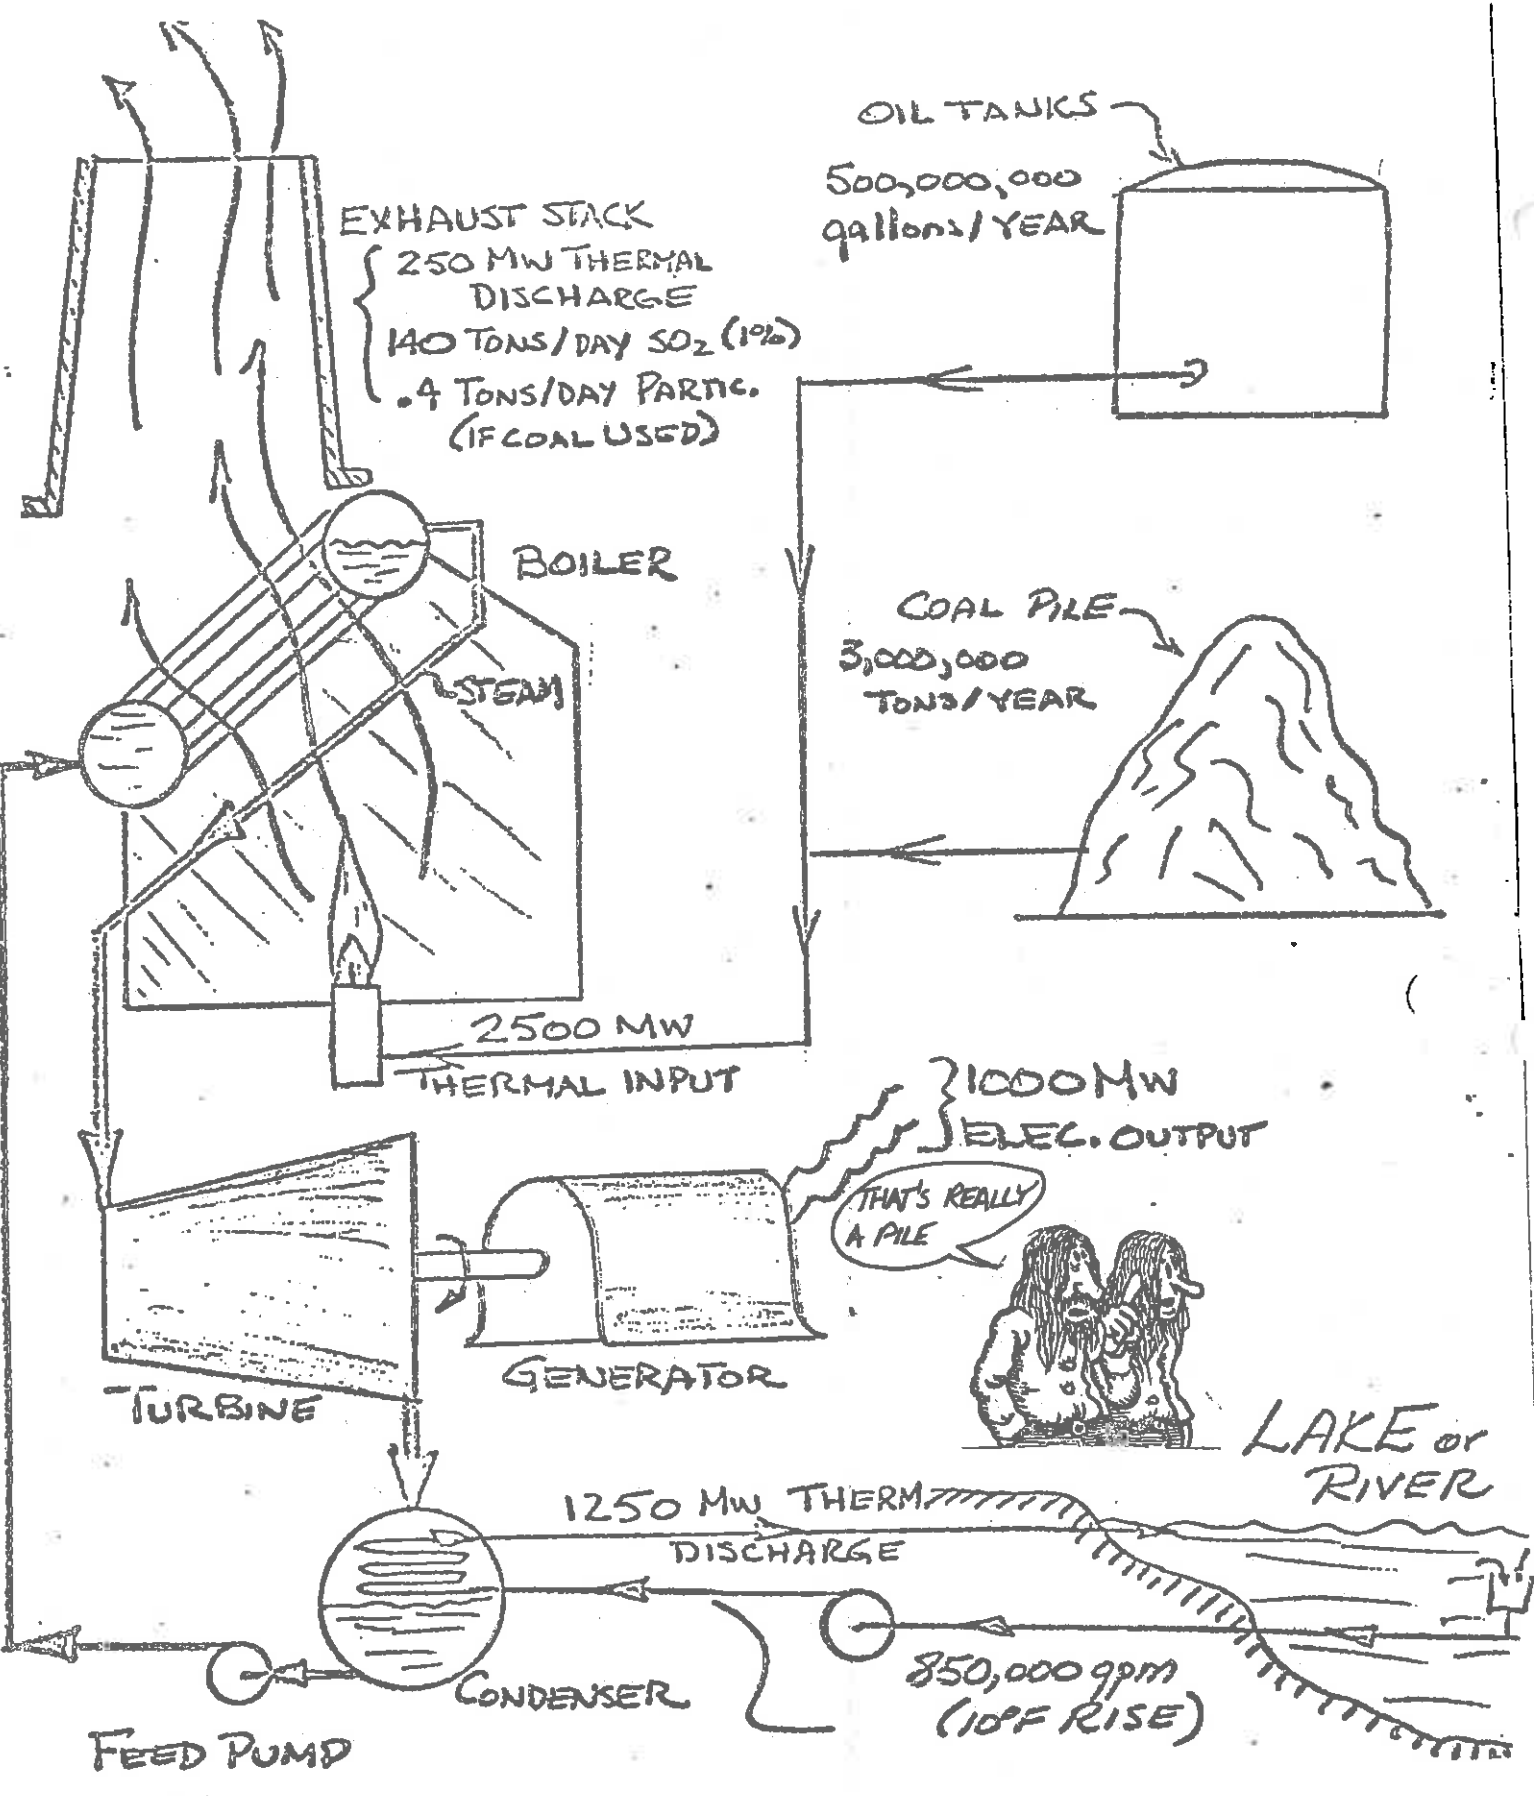 OIL TANKS
500,000,000
gallons/YEAR
EXHAUST STACK
250 MW THERMAL
DISCHARGE
140 TONS/DAY SO2 (1%)
.4 TONS/DAY PARTIC.
(IF COAL USED)
BOILER
COAL PILE
3,000,000
TONS/YEAR
STEAM
2500 MW
THERMAL INPUT
1000 MW
ELEC. OUTPUT
THAT'S REALLY
A PILE
GENERATOR
TURBINE
LAKE or
RIVER
1250 MW THERM
DISCHARGE
850,000 gpm
(10°F RISE)
CONDENSER
FEED PUMP